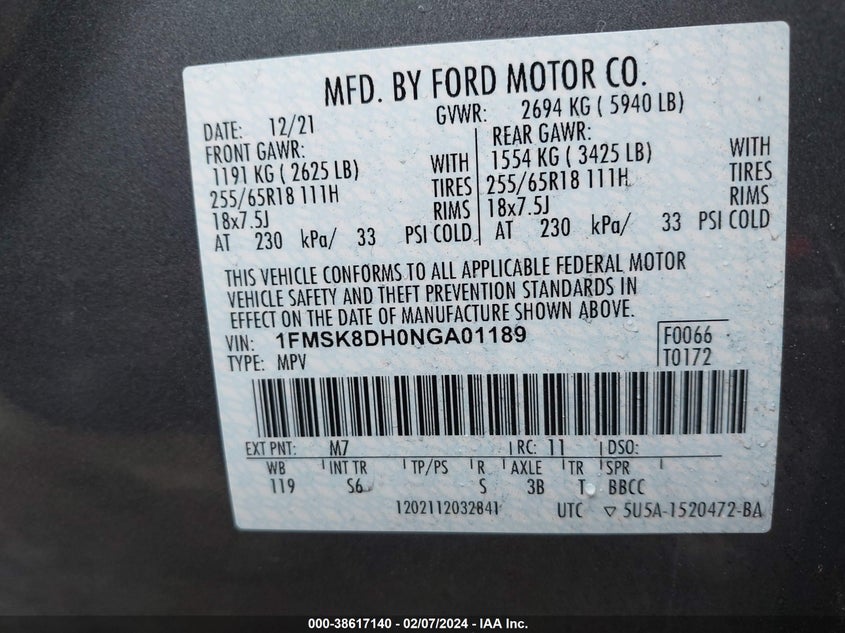 MFD. BY FORD MOTOR CO.
DATE: 12/21 GVWR: 2694 KG ( 5940 LB)
FRONT GAWR: REAR GAWR:
1191 KG ( 2625 LB) WITH 1554 KG ( 3425 LB) WITH
255/65R18 111H TIRES 255/65R18 111H TIRES
18x7.5J RIMS 18x7.5J RIMS
AT 230 kPa/ 33 PSI COLD AT 230 kPa/ 33 PSI COLD
THIS VEHICLE CONFORMS TO ALL APPLICABLE FEDERAL MOTOR
VEHICLE SAFETY AND THEFT PREVENTION STANDARDS IN
EFFECT ON THE DATE OF MANUFACTURE SHOWN ABOVE.
VIN: 1FMSK8DH0NGA01189 F0066
TYPE: MPV T0172
EXT PNT: M7 RC: 11 DSO:
WB INT TR TP/PS R AXLE TR SPR
119 S6 S 3B T BBCC
1202112032841 UTC ▽ 5U5A-1520472-BA
000-38617140 - 02/07/2024 - IAA Inc.